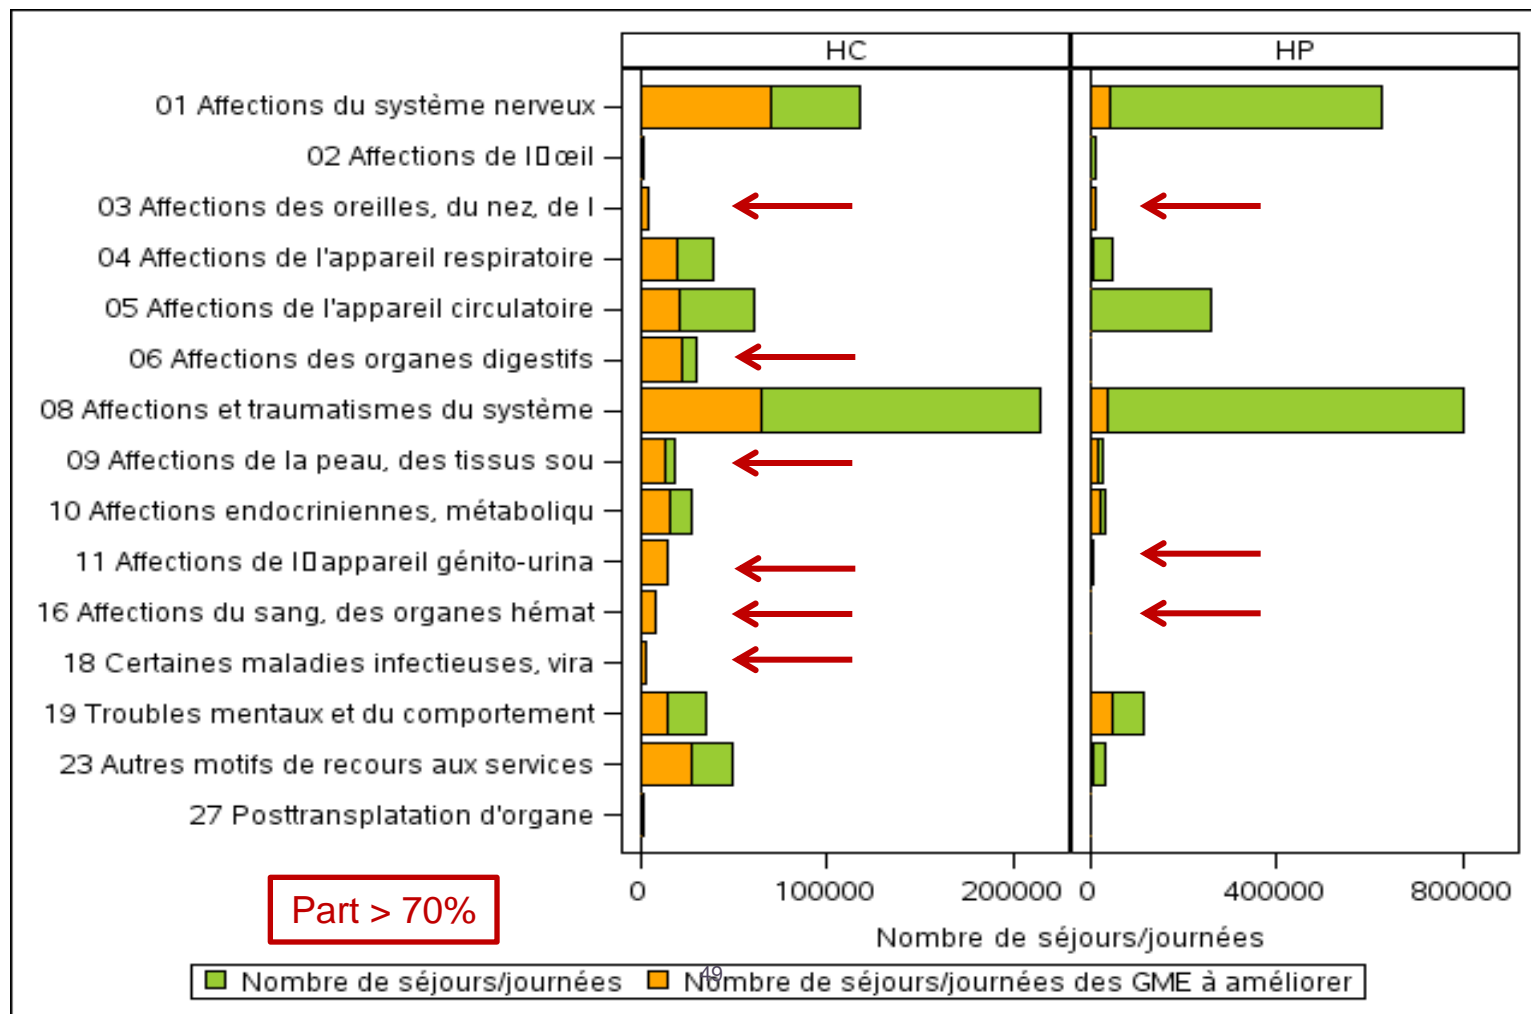 HC
HP
01 Affections du système nerveux
02 Affections de l▯œil
03 Affections des oreilles, du nez, de l
04 Affections de l'appareil respiratoire
05 Affections de l'appareil circulatoire
06 Affections des organes digestifs
08 Affections et traumatismes du système
09 Affections de la peau, des tissus sou
10 Affections endocriniennes, métaboliqu
11 Affections de l▯appareil génito-urina
16 Affections du sang, des organes hémat
18 Certaines maladies infectieuses, vira
19 Troubles mentaux et du comportement
23 Autres motifs de recours aux services
27 Posttransplatation d'organe
0 100000 200000
0 400000 800000
Part > 70%
Nombre de séjours/journées
Nombre de séjours/journées
49
Nombre de séjours/journées des GME à améliorer